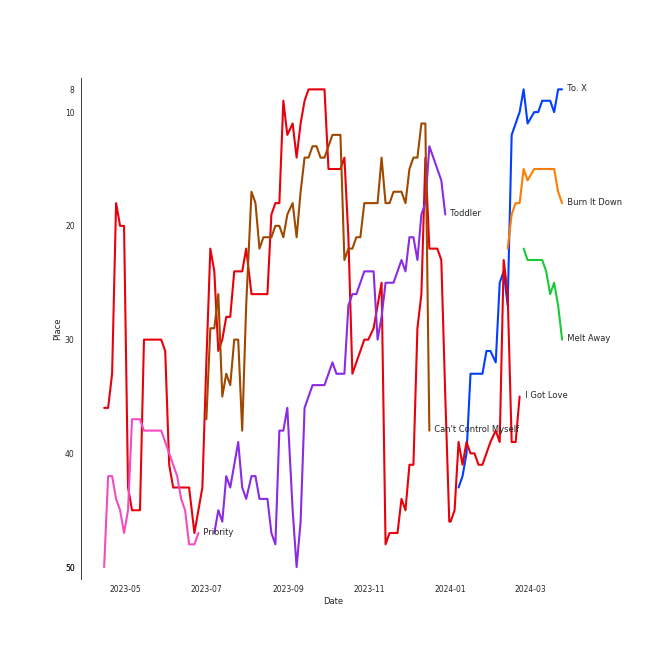 8
10
20
30
40
50
Place
To. X
Burn It Down
Toddler
Melt Away
I Got Love
Can't Control Myself
Priority
2023-05
2023-07
2023-09
2023-11
2024-01
2024-03
Date